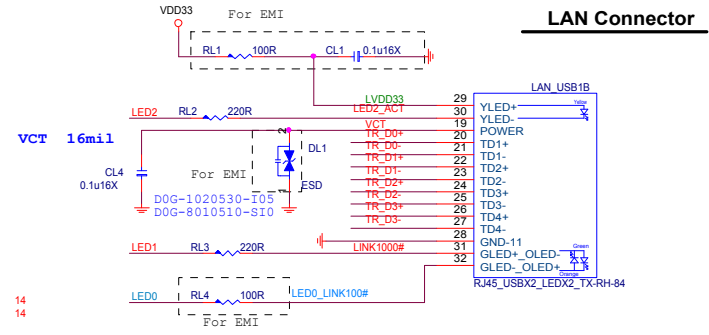 VDD33
For EMI
LAN Connector
RL1 100R CL1 0.1u16X
LAN_USB1B
LVDD33 29 YLED+ Yellow
LED2 RL2 220R LED2_ACT 30 YLED-
VCT 19 POWER
VCT 16mil
TR_D0+ 20 TD1+
TR_D0- 21 TD1-
TR_D1+ 22 TD2+
TR_D1- 23 TD2-
TR_D2+ 24 TD3+
TR_D2- 25 TD3-
TR_D3+ 26 TD4+
TR_D3- 27 TD4-
2
DL1
CL4
0.1u16X
For EMI
1
ESD
D0G-1020530-I05
D0G-8010510-SI0
28 GND-11
LED1 RL3 220R LINK1000# 31 GLED+_OLED- Green
32 GLED-_OLED+ Orange
RJ45_USBX2_LEDX2_TX-RH-84
LED0 RL4 100R LED0_LINK100#
For EMI
14
14